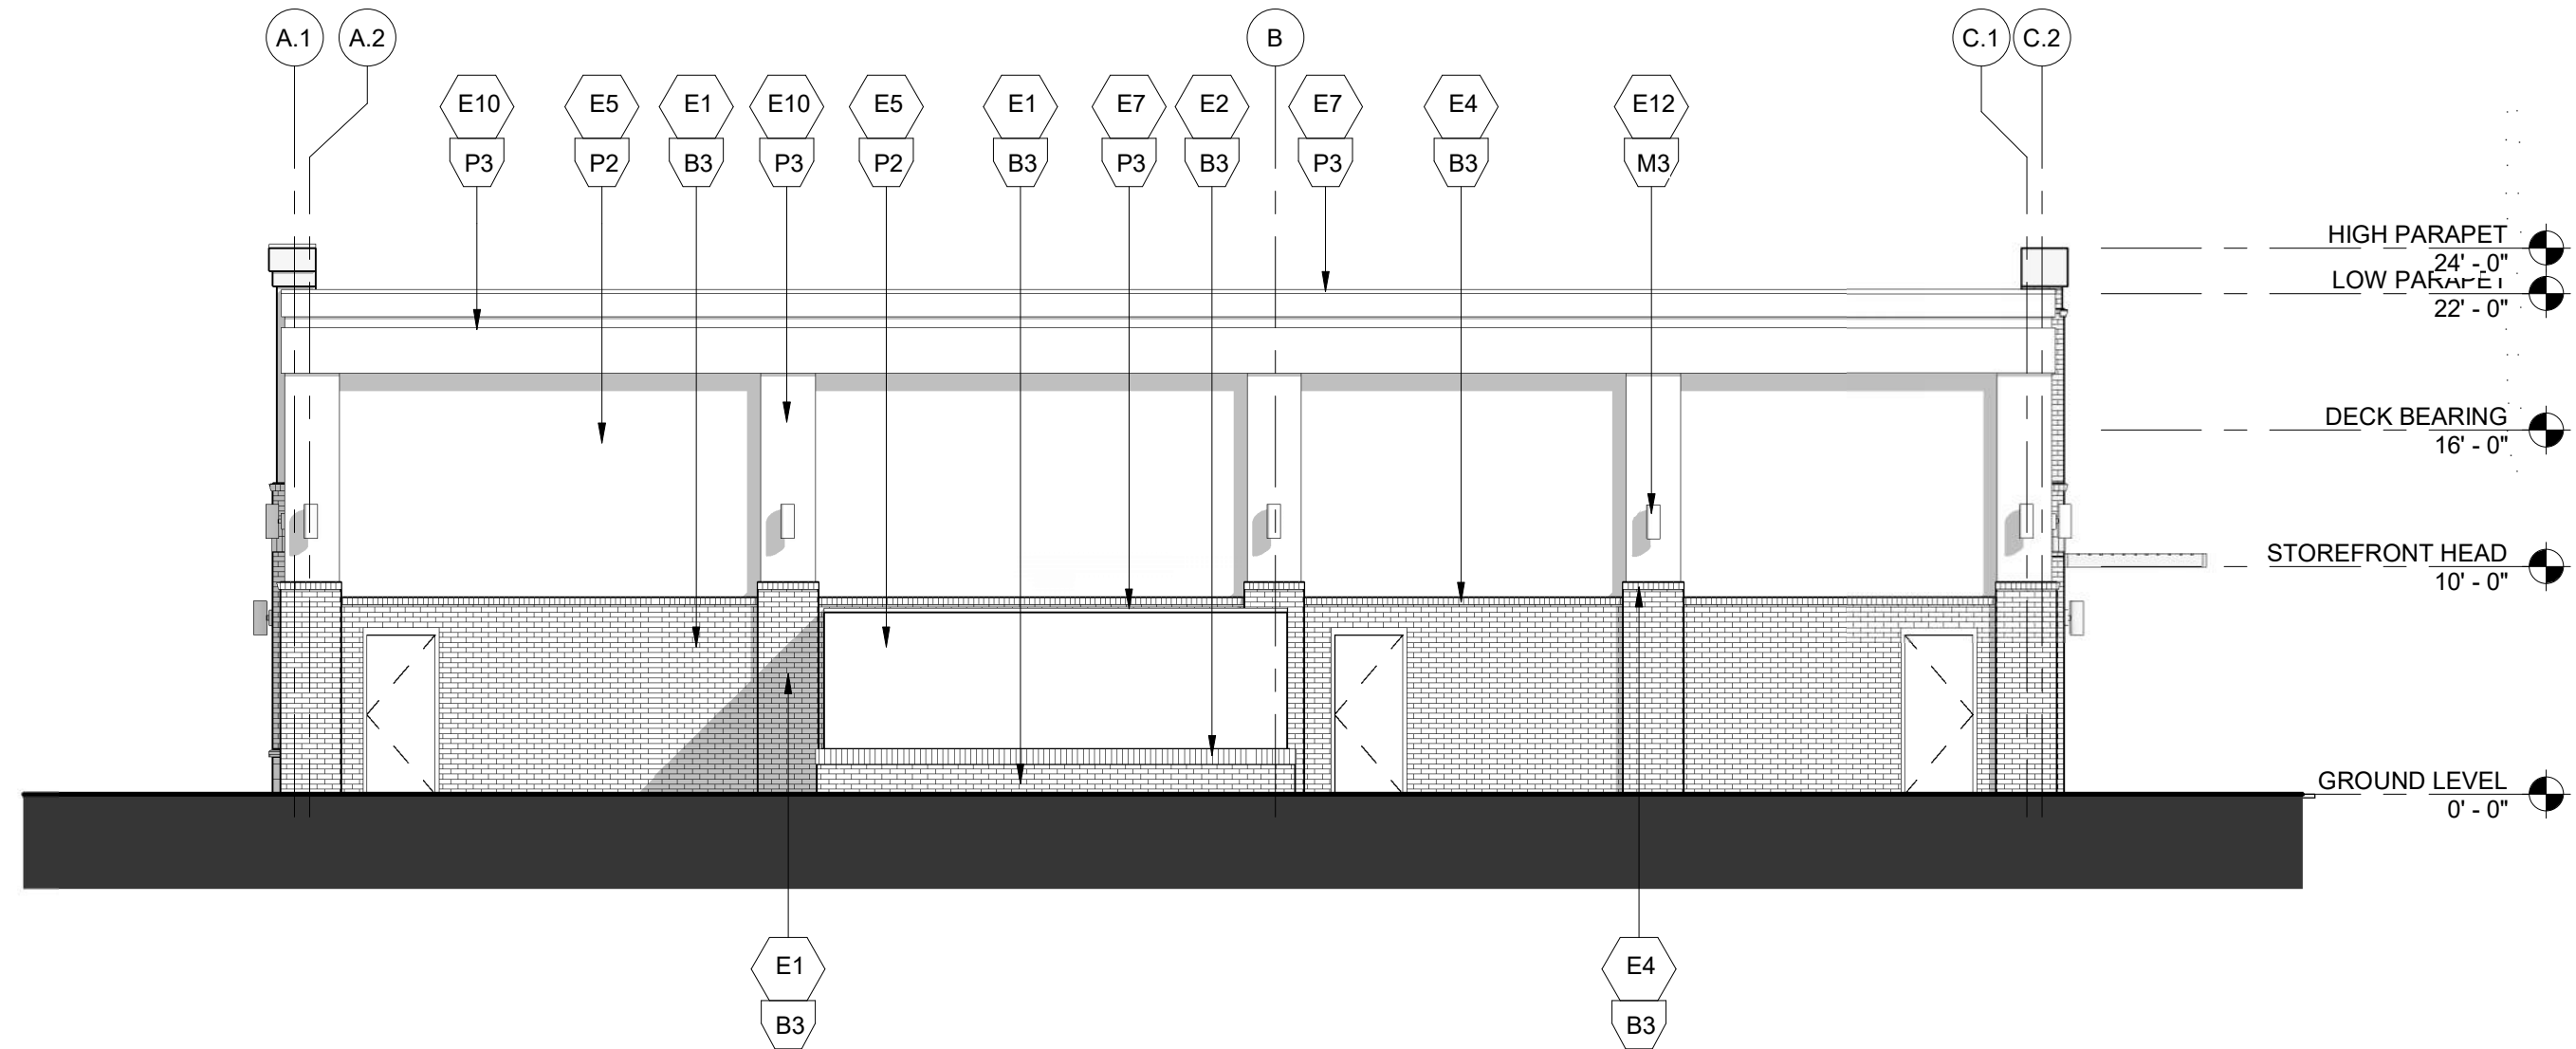 A.1 A.2 B C.1 C.2
E10 E5 E1 E10 E5 E1 E7 E2 E7 E4 E12
P3 P2 B3 P3 P2 B3 P3 B3 P3 B3 M3
HIGH PARAPET
24' - 0"
LOW PARAPET
22' - 0"
DECK BEARING
16' - 0"
STOREFRONT HEAD
10' - 0"
GROUND LEVEL
0' - 0"
E1 E4
B3 B3